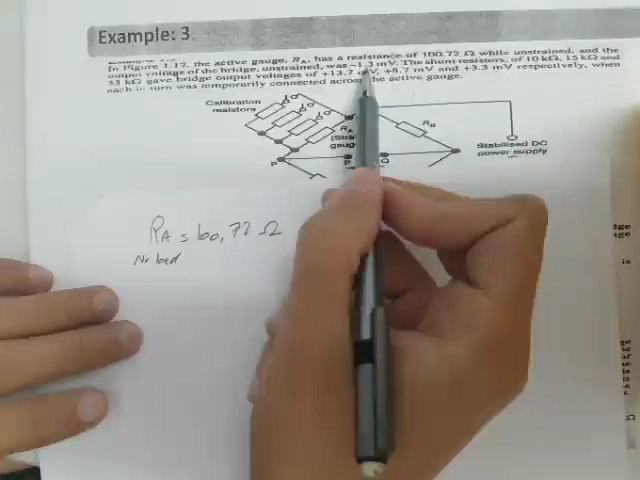 Example: 3
In Figure 1.12, the active gauge, RA, has a resistance of 100.72 Ω while unstrained, and the
output voltage of the bridge, unstrained, was −1.3 mV. The shunt resistors, of 10 kΩ, 15 kΩ and
33 kΩ gave bridge output voltages of +13.7 mV, +8.7 mV and +3.3 mV respectively, when
each in turn was temporarily connected across the active gauge.
Calibration
resistors
RA
(Stra
gaug
RB
Stabilised DC
power supply
P
P
Q
RA = 100,72 Ω
No load